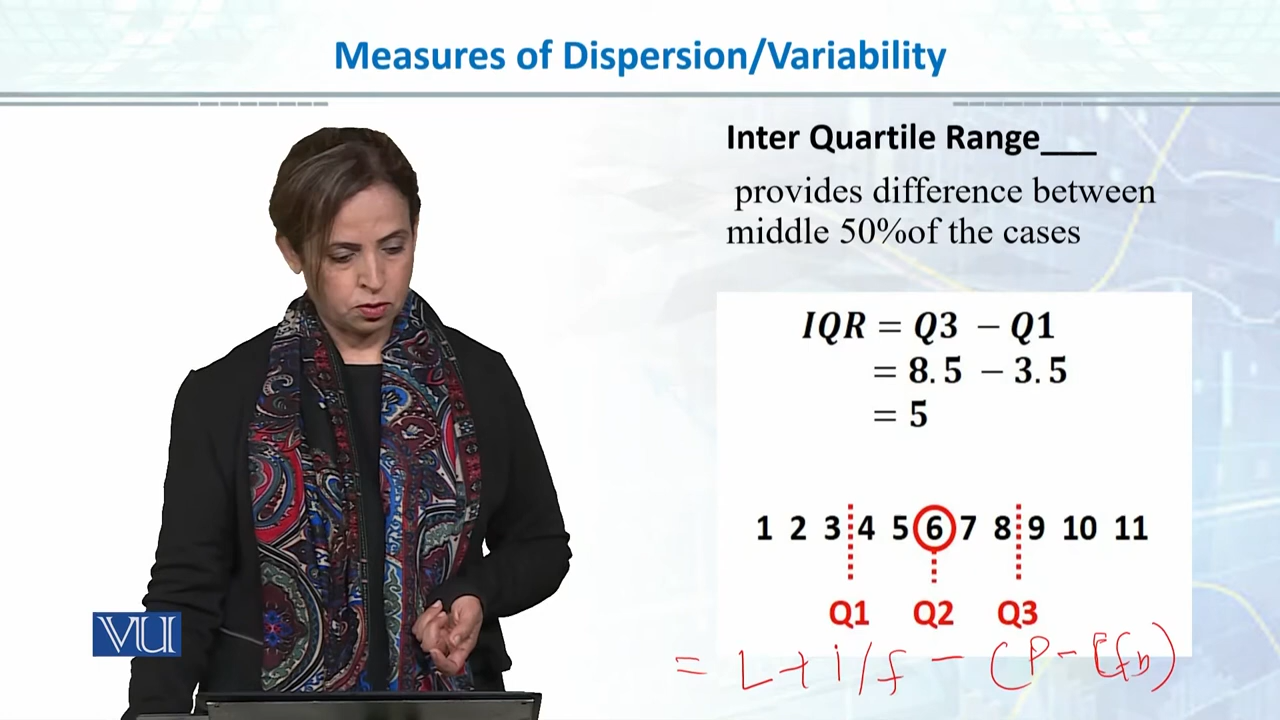 Measures of Dispersion/Variability
Inter Quartile Range___
provides difference between
middle 50%of the cases
IQR = Q3 − Q1
= 8.5 − 3.5
= 5
1 2 3 4 5 6 7 8 9 10 11
Q1 Q2 Q3
= L + i/f − (P −
VU